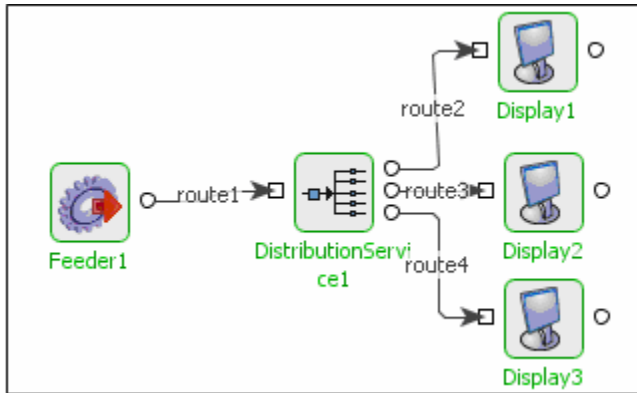 Display1
route2
route1
route3
Feeder1
DistributionServi
ce1
Display2
route4
Display3